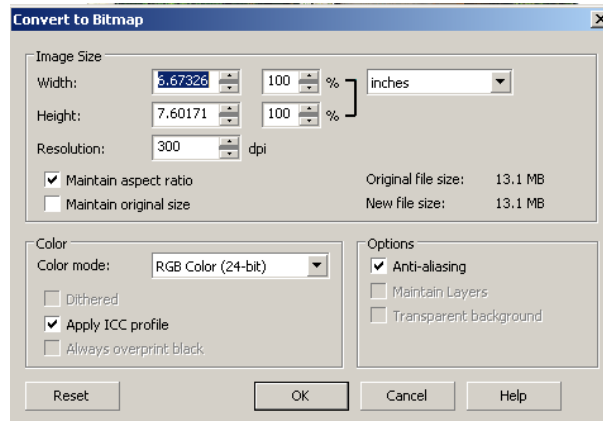 Convert to Bitmap
Image Size
Width: 6.67326 100 % inches
Height: 7.60171 100 %
Resolution: 300 dpi
Maintain aspect ratio Original file size: 13.1 MB
Maintain original size New file size: 13.1 MB
Color
Color mode: RGB Color (24-bit)
Dithered
Apply ICC profile
Always overprint black
Options
Anti-aliasing
Maintain Layers
Transparent background
Reset OK Cancel Help